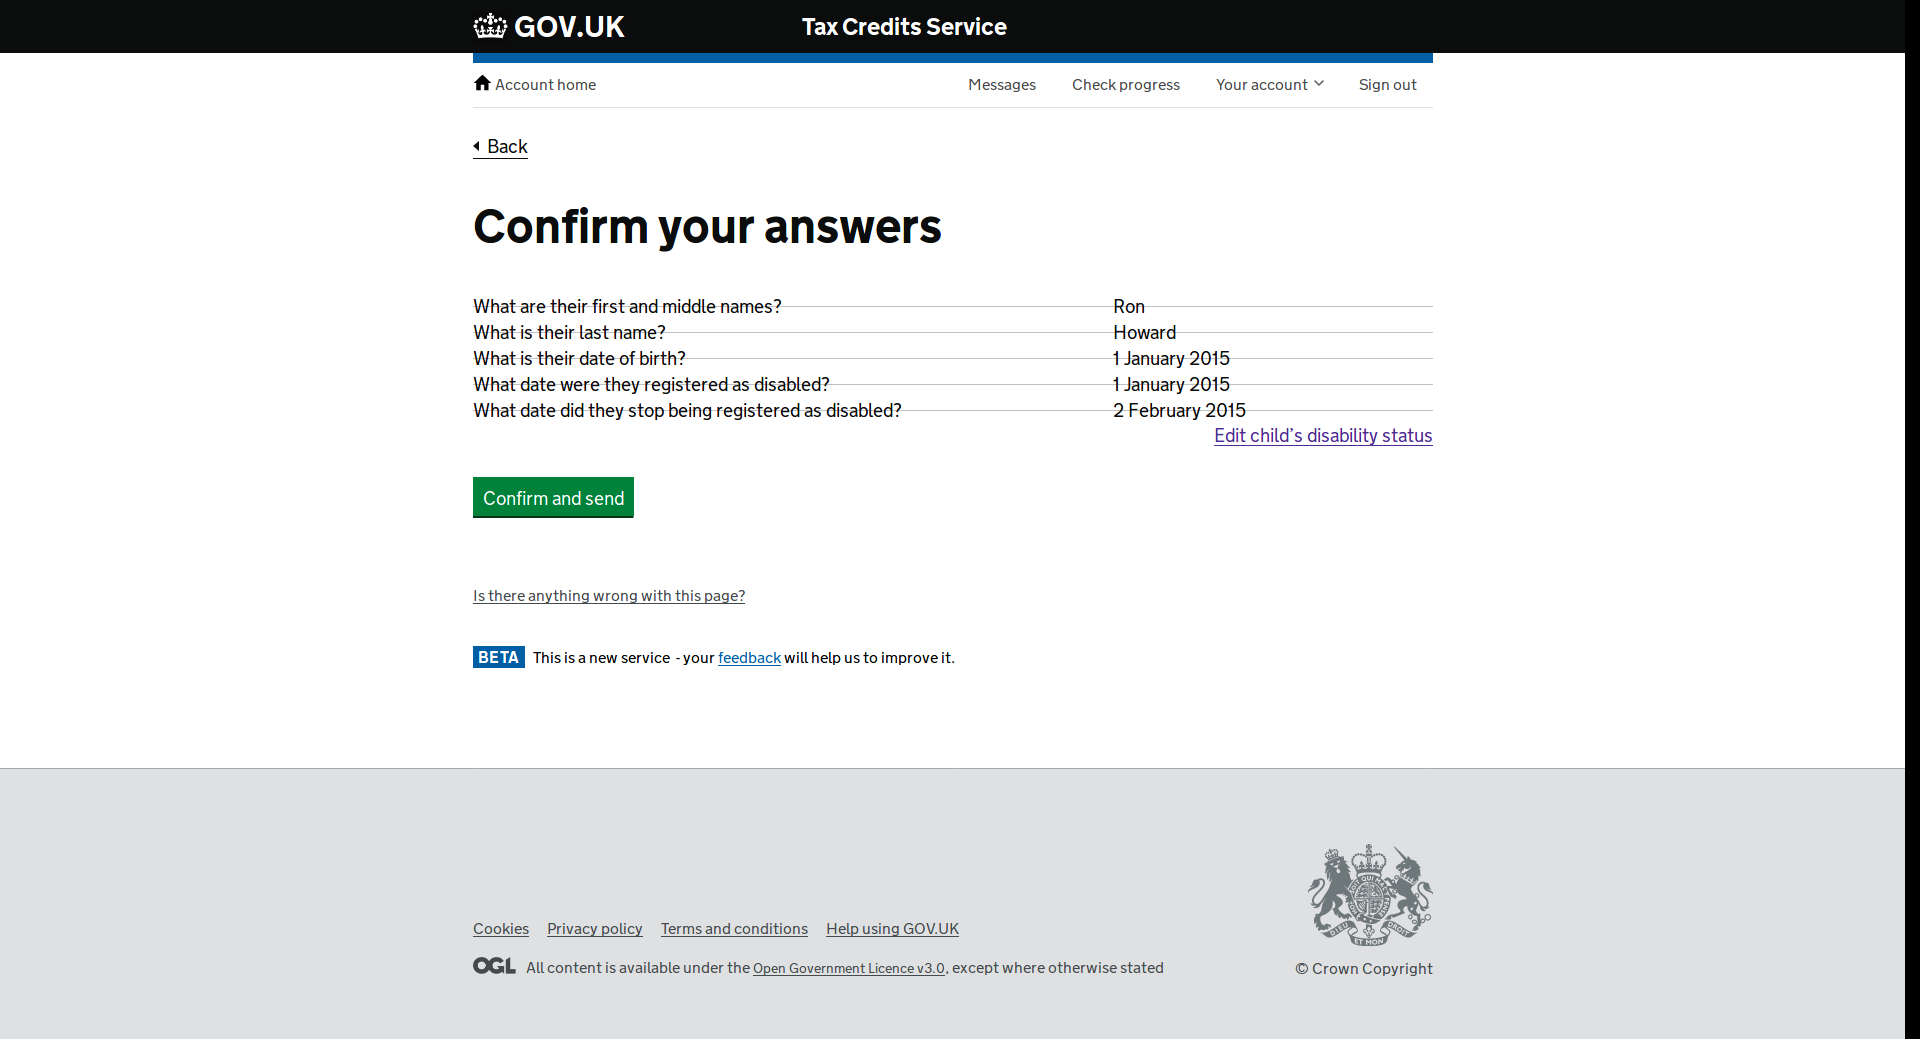 GOV.UK Tax Credits Service
Account home Messages Check progress Your account Sign out
Back
Confirm your answers
What are their first and middle names? Ron
What is their last name? Howard
What is their date of birth? 1 January 2015
What date were they registered as disabled? 1 January 2015
What date did they stop being registered as disabled? 2 February 2015
Edit child’s disability status
Confirm and send
Is there anything wrong with this page?
BETA This is a new service - your feedback will help us to improve it.
Cookies Privacy policy Terms and conditions Help using GOV.UK
OGL All content is available under the Open Government Licence v3.0, except where otherwise stated
DIEU ET MON DROIT
© Crown Copyright